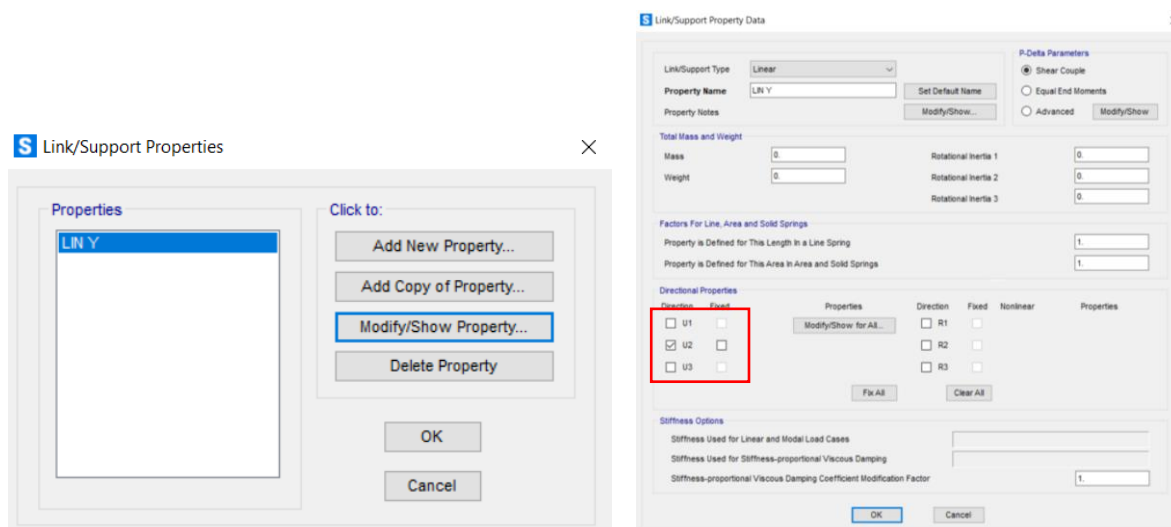 S Link/Support Properties
Properties
LIN Y
Click to:
Add New Property...
Add Copy of Property...
Modify/Show Property...
Delete Property
OK
Cancel
S Link/Support Property Data
Link/Support Type Linear
Property Name LIN Y Set Default Name
Property Notes Modify/Show...
P-Delta Parameters
Shear Couple
Equal End Moments
Advanced Modify/Show
Total Mass and Weight
Mass 0. Rotational Inertia 1 0.
Weight 0. Rotational Inertia 2 0.
Rotational Inertia 3 0.
Factors For Line, Area and Solid Springs
Property is Defined for This Length In a Line Spring 1.
Property is Defined for This Area In Area and Solid Springs 1.
Directional Properties
Direction Fixed Properties Direction Fixed Nonlinear Properties
U1 Modify/Show for All... R1
U2 R2
U3 R3
Fix All Clear All
Stiffness Options
Stiffness Used for Linear and Modal Load Cases
Stiffness Used for Stiffness-proportional Viscous Damping
Stiffness-proportional Viscous Damping Coefficient Modification Factor 1.
OK Cancel